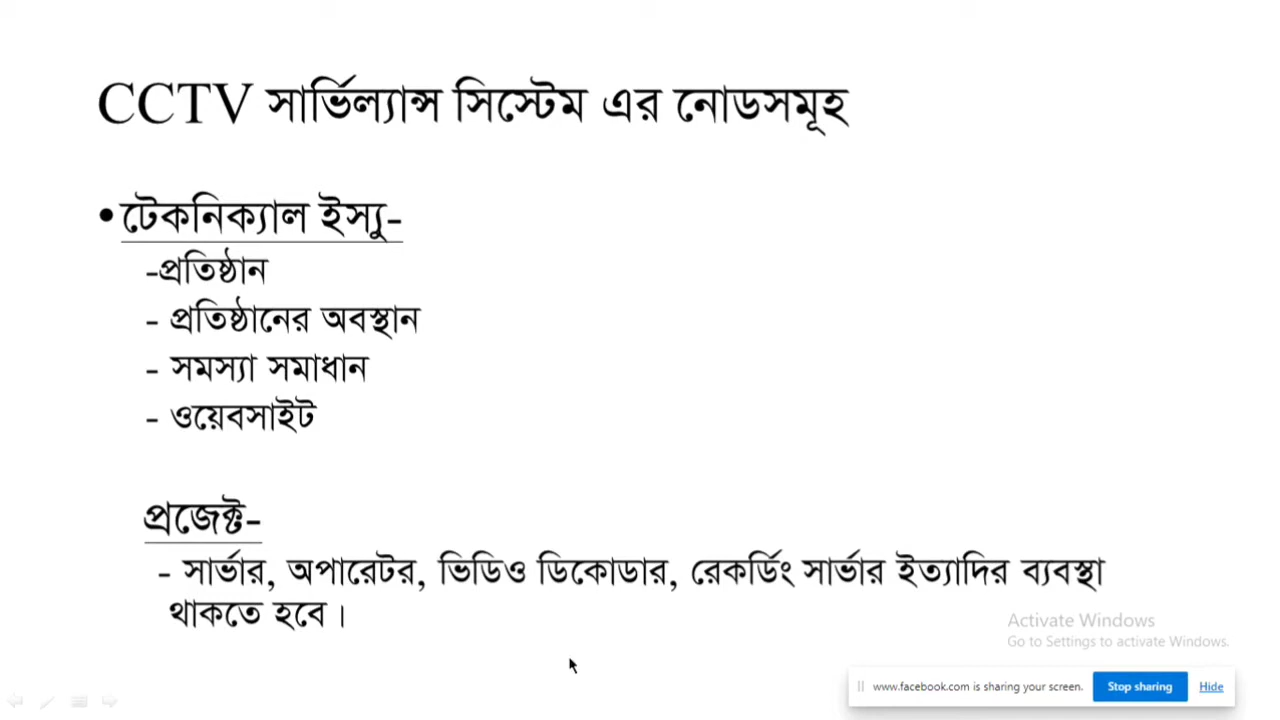 CCTV সার্ভিল্যান্স সিস্টেম এর নোডসমূহ
• টেকনিক্যাল ইস্যু-
-প্রতিষ্ঠান
- প্রতিষ্ঠানের অবস্থান
- সমস্যা সমাধান
- ওয়েবসাইট
প্রজেক্ট-
- সার্ভার, অপারেটর, ভিডিও ডিকোডার, রেকর্ডিং সার্ভার ইত্যাদির ব্যবস্থা
থাকতে হবে।
Activate Windows
Go to Settings to activate Windows.
www.facebook.com is sharing your screen. Stop sharing Hide